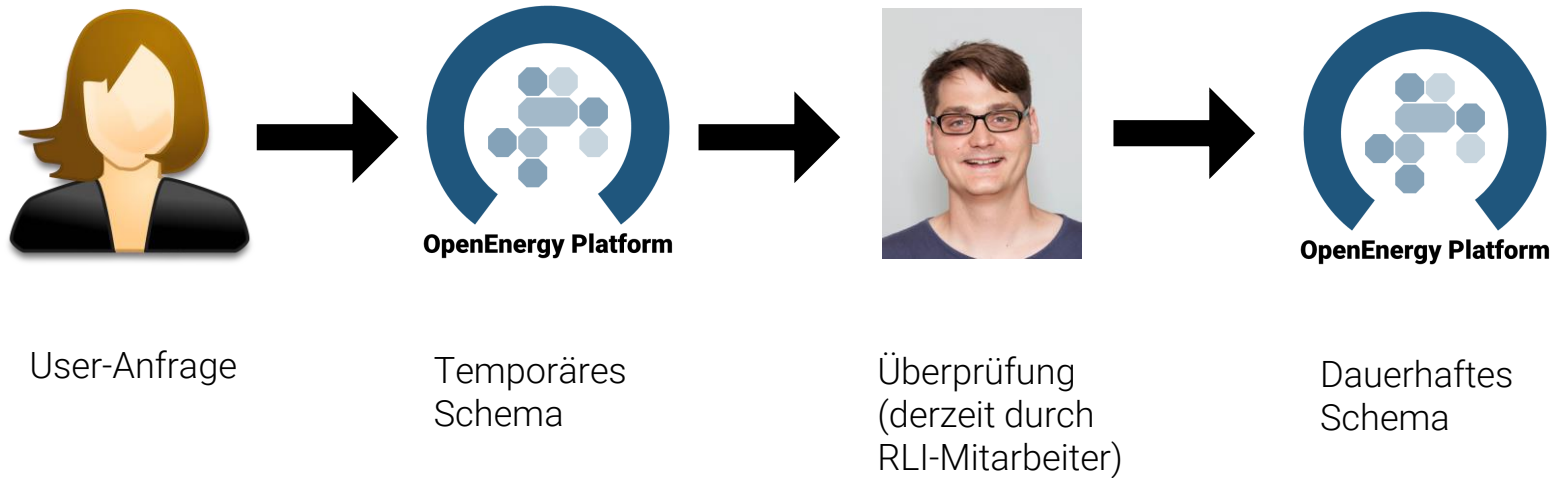 OpenEnergy Platform
OpenEnergy Platform
User-Anfrage
Temporäres
Schema
Überprüfung
(derzeit durch
RLI-Mitarbeiter)
Dauerhaftes
Schema